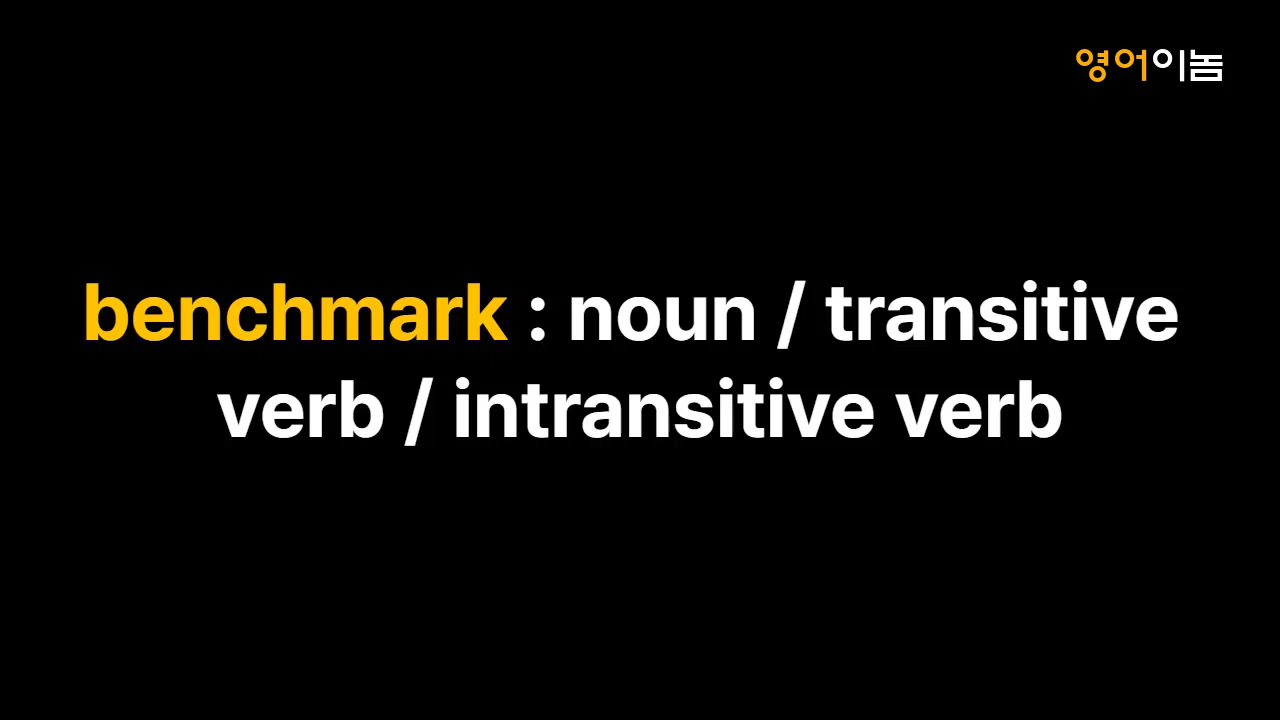 영어이놈
benchmark : noun / transitive
verb / intransitive verb